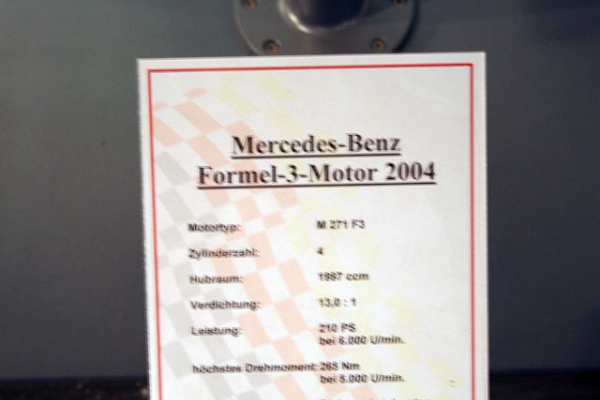 Mercedes-Benz
Formel-3-Motor 2004
Motortyp: M 271 F3
Zylinderzahl: 4
Hubraum: 1997 ccm
Verdichtung: 13,0 : 1
Leistung: 210 PS
bei 6.000 U/min.
höchstes Drehmoment: 265 Nm
bei 5.000 U/min.